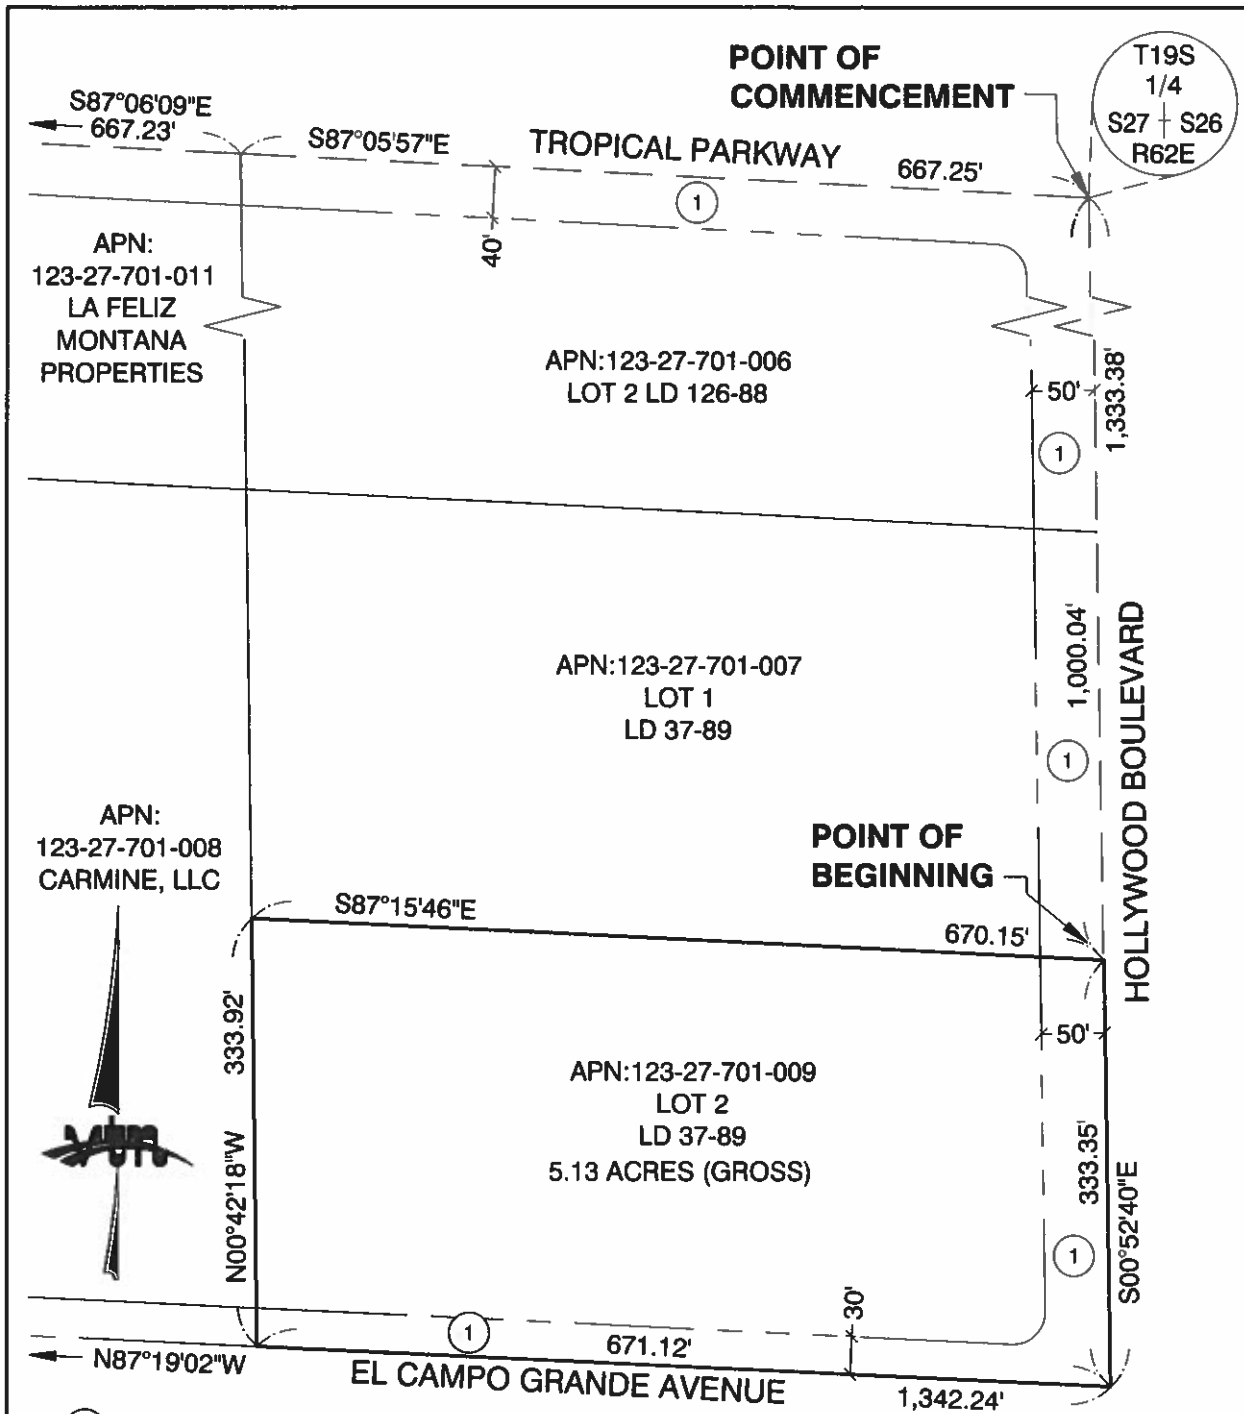 POINT OF
COMMENCEMENT
T19S
1/4
S27 S26
R62E
S87°06'09"E
667.23'
S87°05'57"E
TROPICAL PARKWAY
667.25'
1
40'
APN:
123-27-701-011
LA FELIZ
MONTANA
PROPERTIES
APN:123-27-701-006
LOT 2 LD 126-88
50'
1,333.38'
1
APN:123-27-701-007
LOT 1
LD 37-89
1,000.04'
1
HOLLYWOOD BOULEVARD
APN:
123-27-701-008
CARMINE, LLC
POINT OF
BEGINNING
S87°15'46"E
670.15'
333.92'
N00°42'18"W
50'
APN:123-27-701-009
LOT 2
LD 37-89
5.13 ACRES (GROSS)
333.35'
S00°52'40"E
1
30'
1
671.12'
N87°19'02"W
EL CAMPO GRANDE AVENUE
1,342.24'